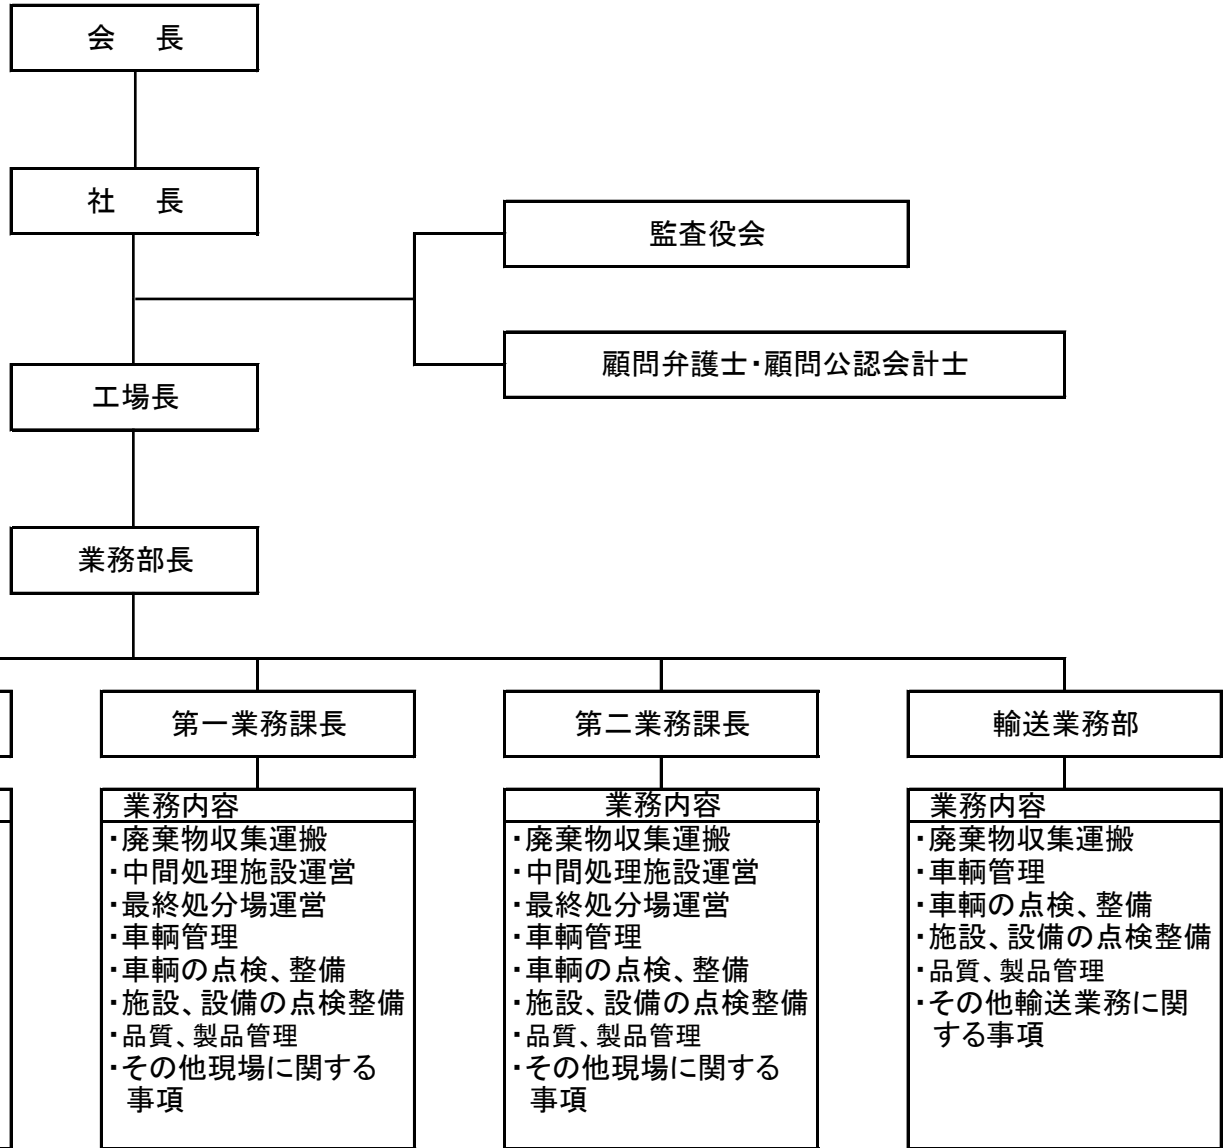 会 長
社 長
監査役会
顧問弁護士・顧問公認会計士
工場長
業務部長
第一業務課長
業務内容
・廃棄物収集運搬
・中間処理施設運営
・最終処分場運営
・車輌管理
・車輌の点検、整備
・施設、設備の点検整備
・品質、製品管理
・その他現場に関する
事項
第二業務課長
業務内容
・廃棄物収集運搬
・中間処理施設運営
・最終処分場運営
・車輌管理
・車輌の点検、整備
・施設、設備の点検整備
・品質、製品管理
・その他現場に関する
事項
輸送業務部
業務内容
・廃棄物収集運搬
・車輌管理
・車輌の点検、整備
・施設、設備の点検整備
・品質、製品管理
・その他輸送業務に関
する事項